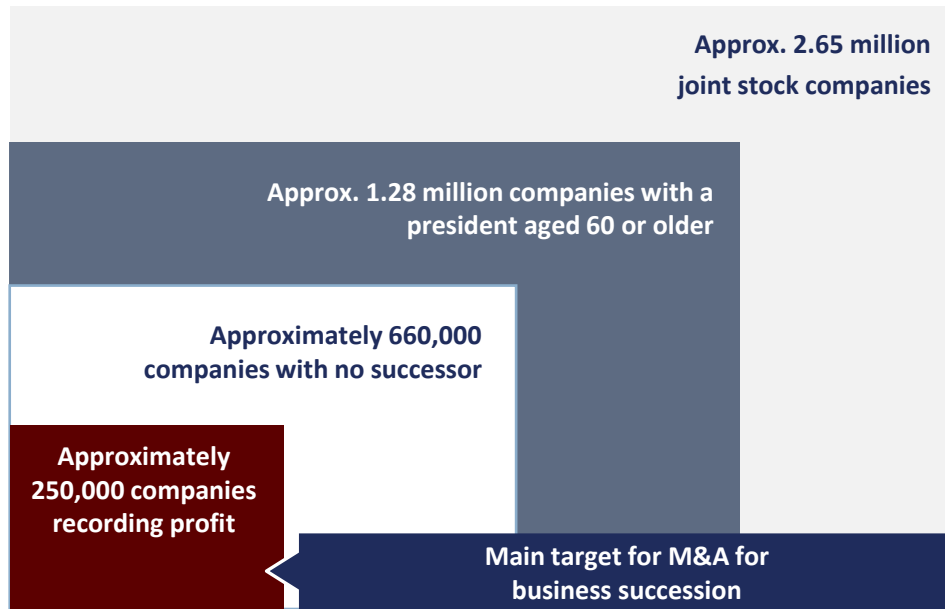 Approx. 2.65 million
joint stock companies
Approx. 1.28 million companies with a
president aged 60 or older
Approximately 660,000
companies with no successor
Approximately
250,000 companies
recording profit
Main target for M&A for
business succession